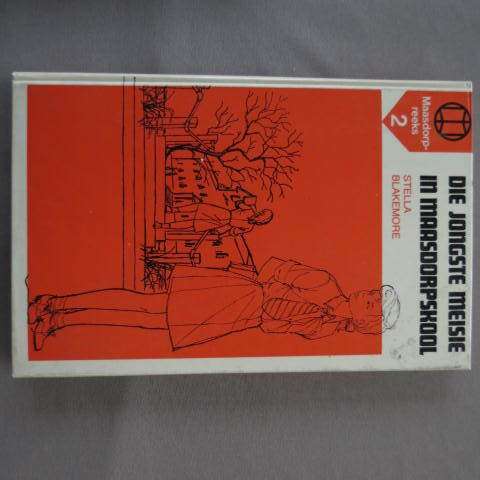 Maasdorp-
reeks
2
DIE JONGSTE MEISIE
IN MAASDORPSKOOL
STELLA
BLAKEMORE